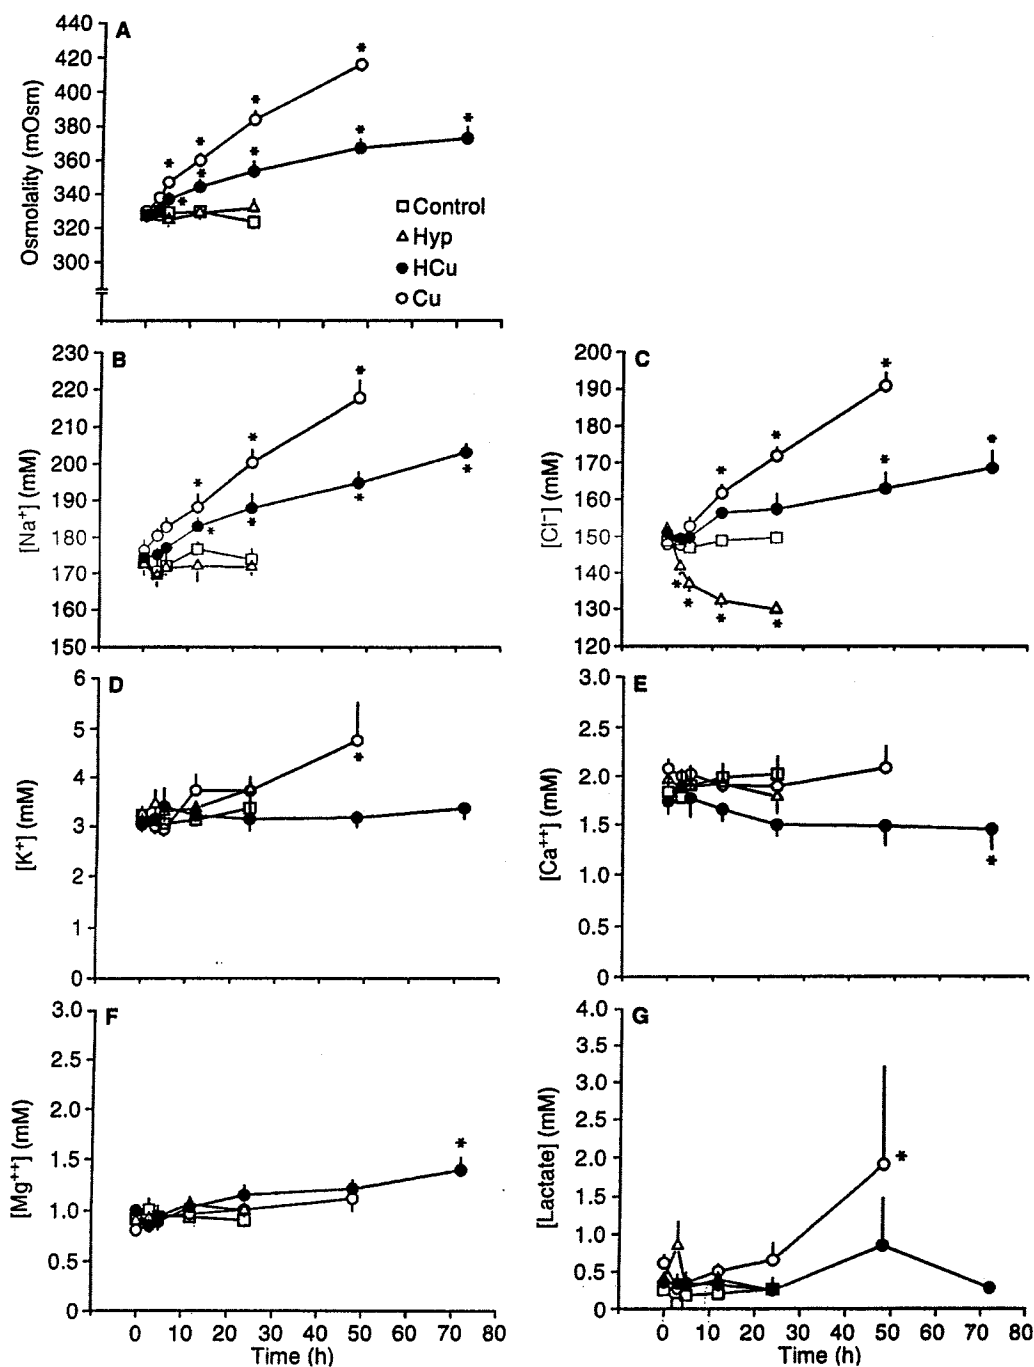 A
440
420
400
380
360
340
320
300
Osmolality (mOsm)
* * * * * * * * *
Control
Hyp
HCu
Cu
B
230
220
210
200
190
180
170
160
150
[Na⁺] (mM)
* * * * * * *
C
200
190
180
170
160
150
140
130
120
[Cl⁻] (mM)
* * * * * * * * *
D
6
5
4
3
2
1
0
[K⁺] (mM)
*
E
3.0
2.5
2.0
1.5
1.0
0.5
0
[Ca⁺⁺] (mM)
*
F
3.0
2.5
2.0
1.5
1.0
0.5
0
[Mg⁺⁺] (mM)
*
0 10 20 30 40 50 60 70 80
Time (h)
G
4.0
3.5
3.0
2.5
2.0
1.5
1.0
0.5
0
[Lactate] (mM)
*
0 10 20 30 40 50 60 70 80
Time (h)